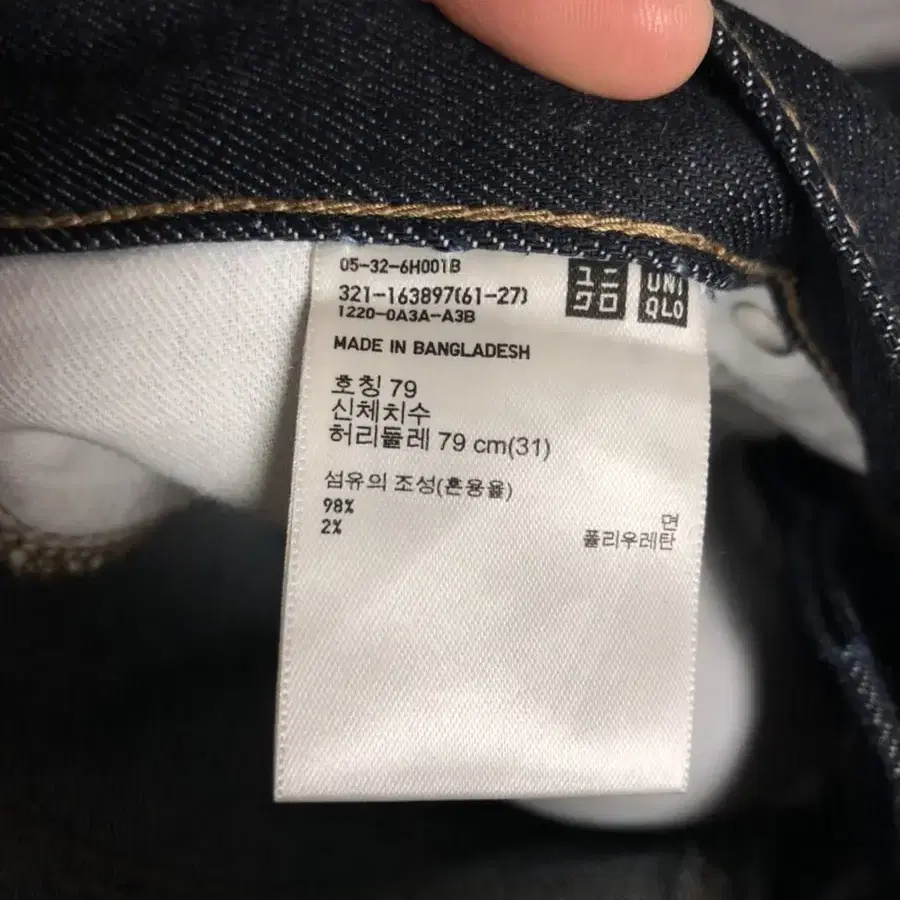 05-32-6H001B
321-163897(61-27)
1220-0A3A-A3B
ユニ
クロ
UNI
QLO
MADE IN BANGLADESH
호칭 79
신체치수
허리둘레 79 cm(31)
섬유의 조성(혼용율)
98% 면
2% 폴리우레탄